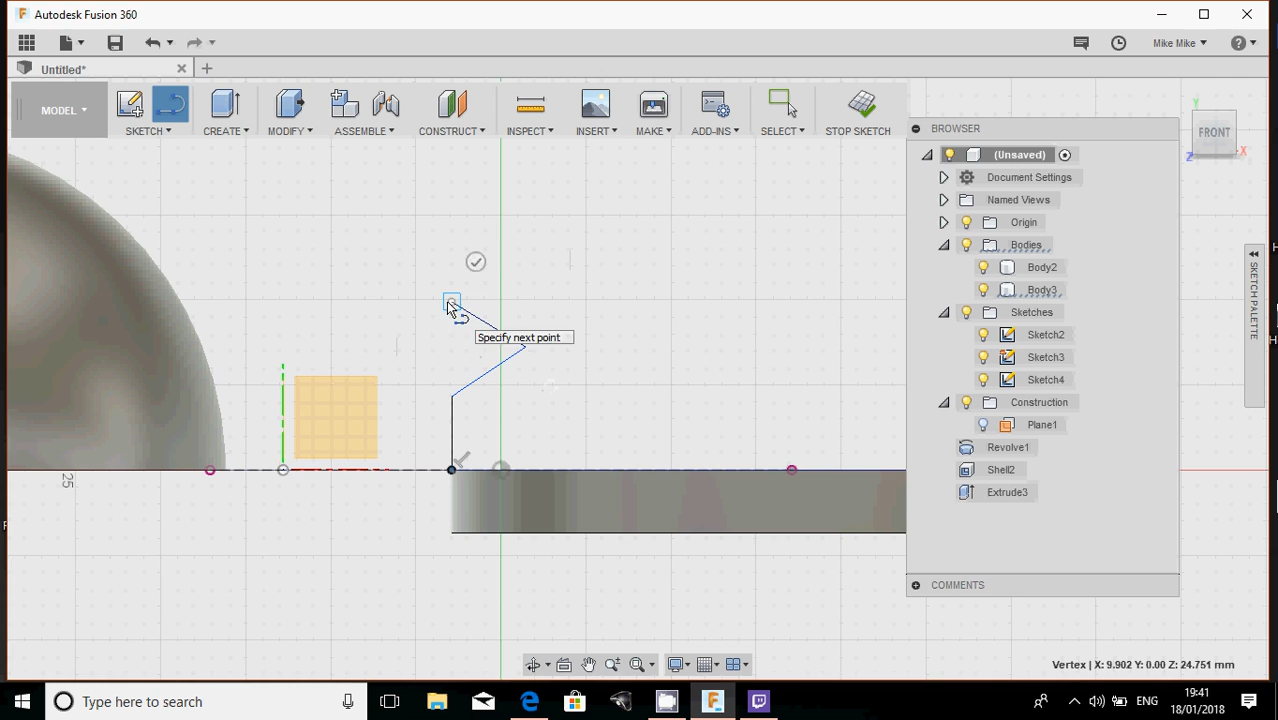 Autodesk Fusion 360
Mike Mike
Untitled*
MODEL
SKETCH
CREATE
MODIFY
ASSEMBLE
CONSTRUCT
INSPECT
INSERT
MAKE
ADD-INS
SELECT
STOP SKETCH
BROWSER
FRONT
Y
X
Z
(Unsaved)
Document Settings
Named Views
Origin
Bodies
Body2
Body3
Sketches
Sketch2
Sketch3
Sketch4
Construction
Plane1
Revolve1
Shell2
Extrude3
SKETCH PALETTE
Specify next point
25
COMMENTS
Vertex | X: 9.902 Y: 0.00 Z: 24.751 mm
Type here to search
ENG
19:41
18/01/2018